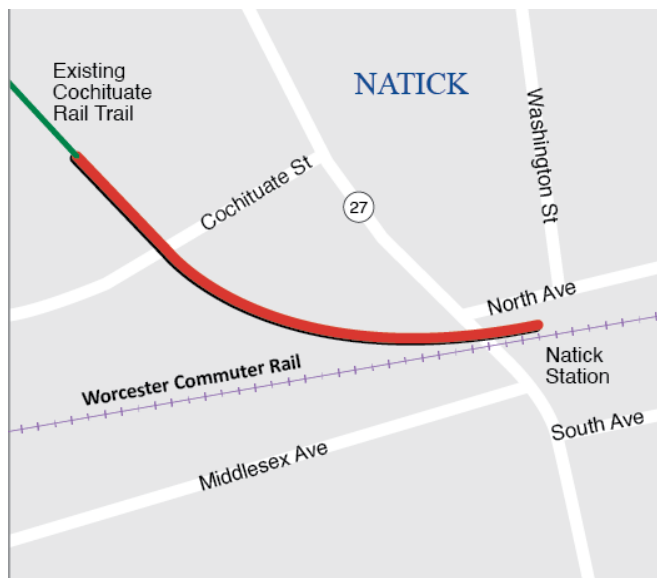 Existing
Cochituate
Rail Trail
NATICK
Washington St
Cochituate St
27
North Ave
Natick
Station
Worcester Commuter Rail
South Ave
Middlesex Ave